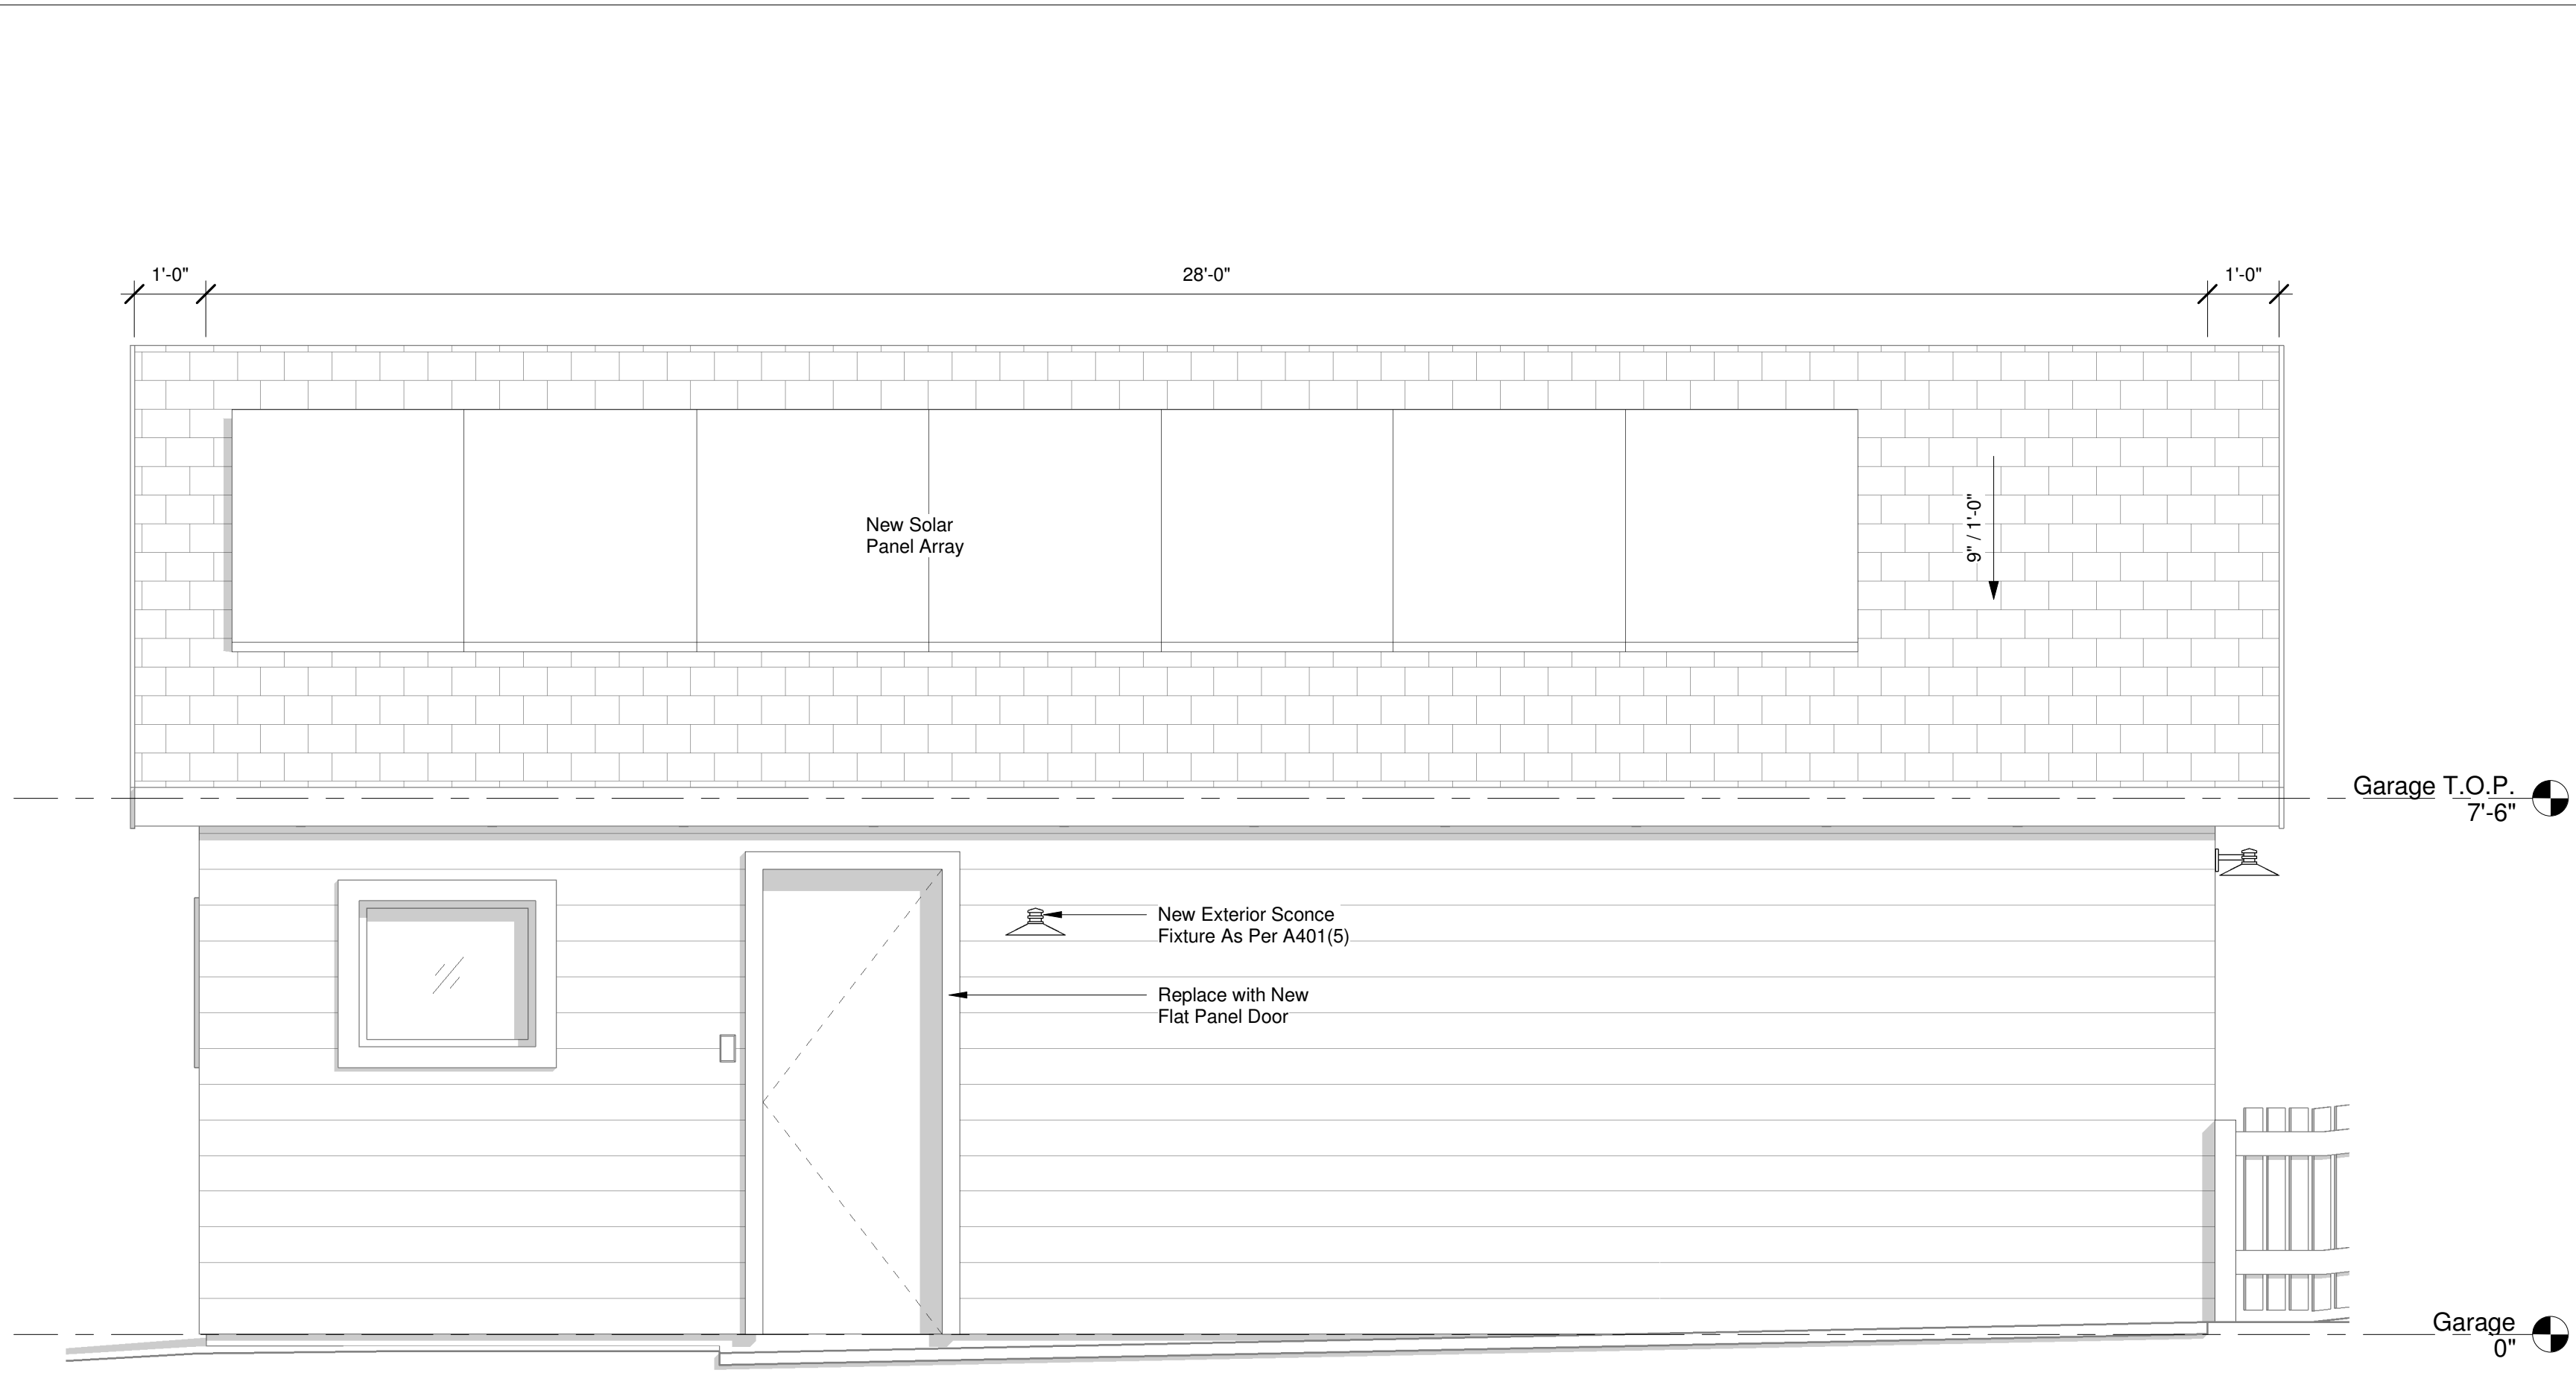 1'-0"
28'-0"
1'-0"
New Solar
Panel Array
9" / 1'-0"
Garage T.O.P.
7'-6"
New Exterior Sconce
Fixture As Per A401(5)
Replace with New
Flat Panel Door
Garage
0"